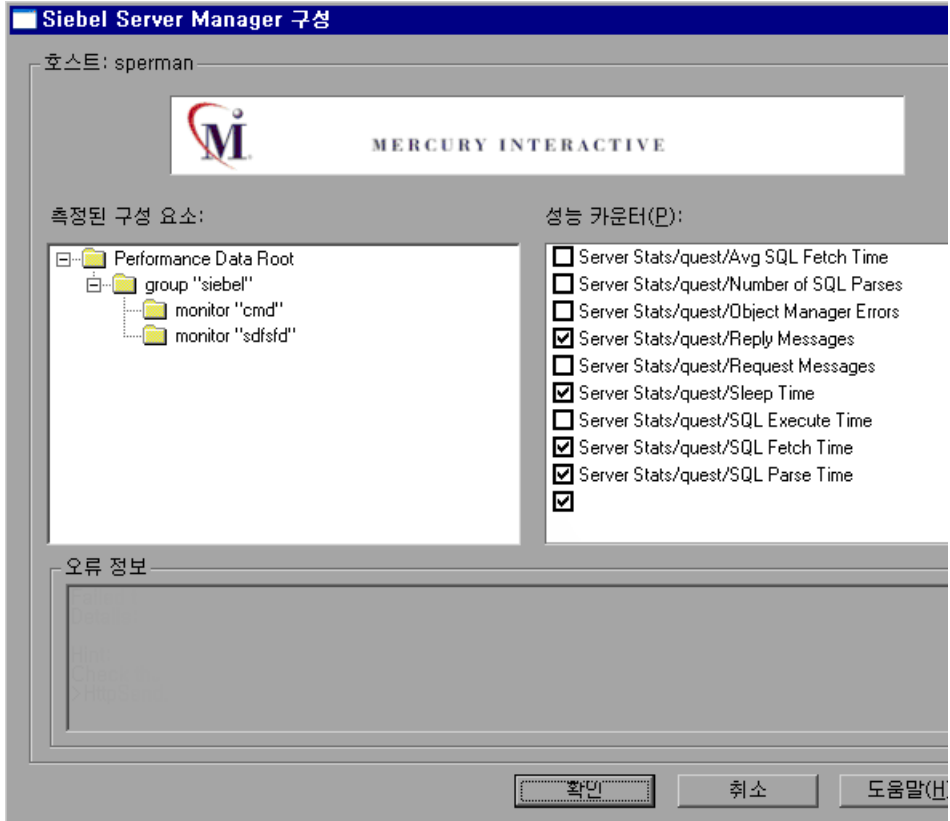 Siebel Server Manager 구성
호스트: sperman
M
MERCURY INTERACTIVE
측정된 구성 요소:
성능 카운터(P):
Performance Data Root
group "siebel"
monitor "cmd"
monitor "sdfsfd"
Server Stats/quest/Avg SQL Fetch Time
Server Stats/quest/Number of SQL Parses
Server Stats/quest/Object Manager Errors
Server Stats/quest/Reply Messages
Server Stats/quest/Request Messages
Server Stats/quest/Sleep Time
Server Stats/quest/SQL Execute Time
Server Stats/quest/SQL Fetch Time
Server Stats/quest/SQL Parse Time
오류 정보
확인
취소
도움말(H)